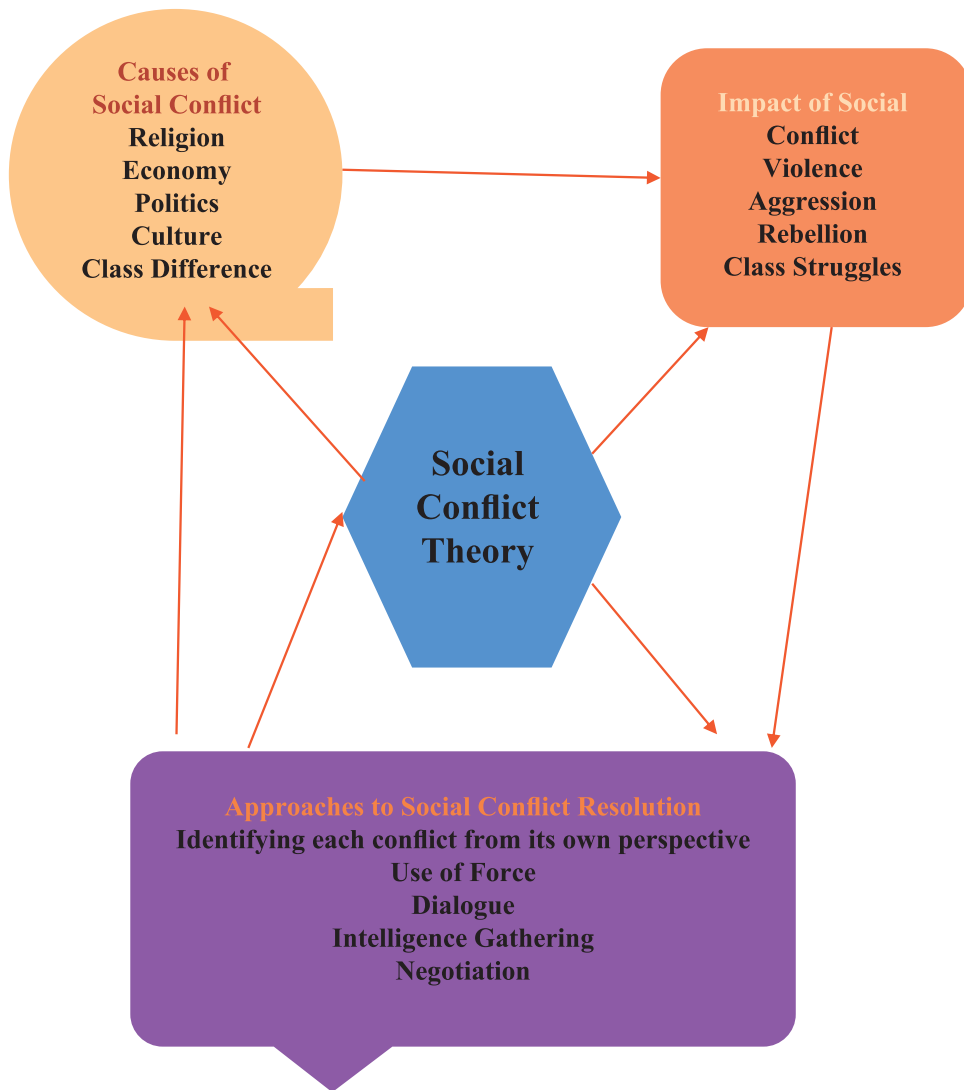 Causes of
Social Conflict
Religion
Economy
Politics
Culture
Class Difference
Impact of Social
Conflict
Violence
Aggression
Rebellion
Class Struggles
Social
Conflict
Theory
Approaches to Social Conflict Resolution
Identifying each conflict from its own perspective
Use of Force
Dialogue
Intelligence Gathering
Negotiation